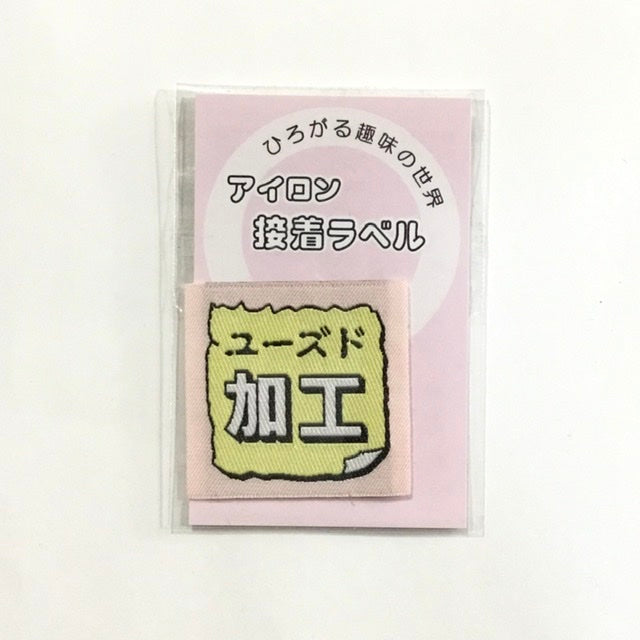 ひろがる趣味の世界
アイロン
接着ラベル
ユーズド
加工